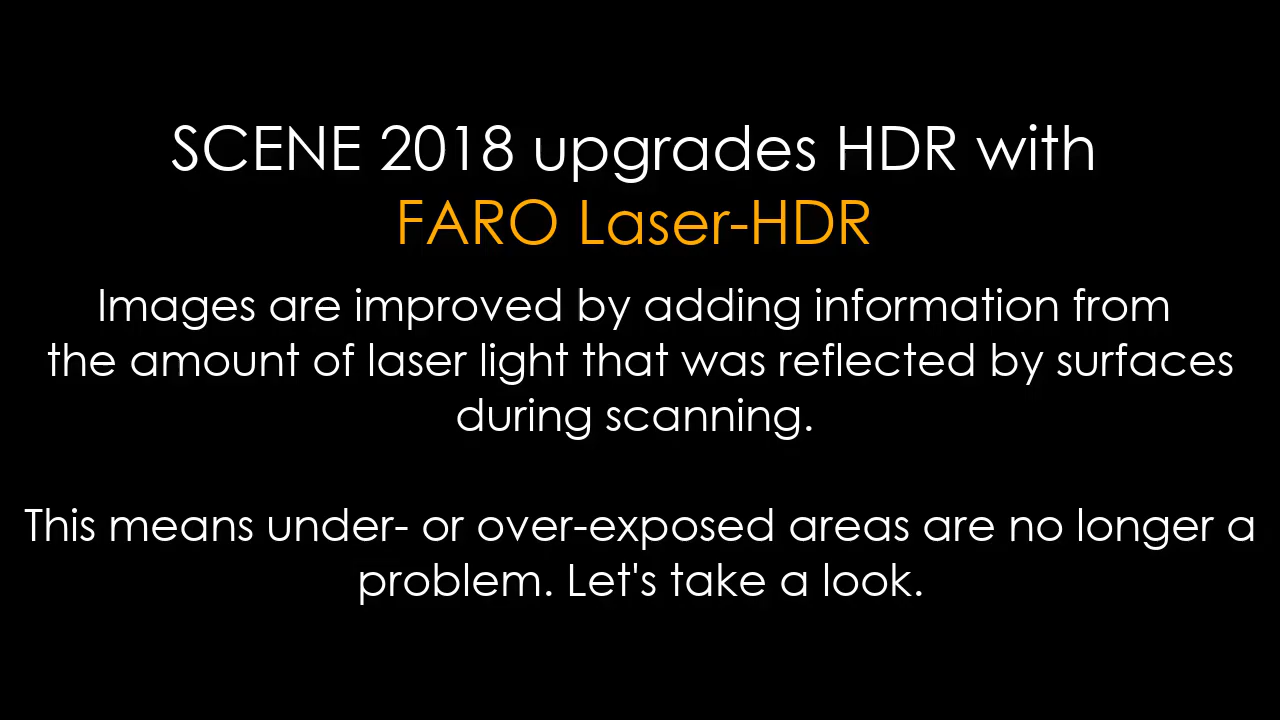 SCENE 2018 upgrades HDR with
FARO Laser-HDR
Images are improved by adding information from
the amount of laser light that was reflected by surfaces
during scanning.
This means under- or over-exposed areas are no longer a
problem. Let's take a look.